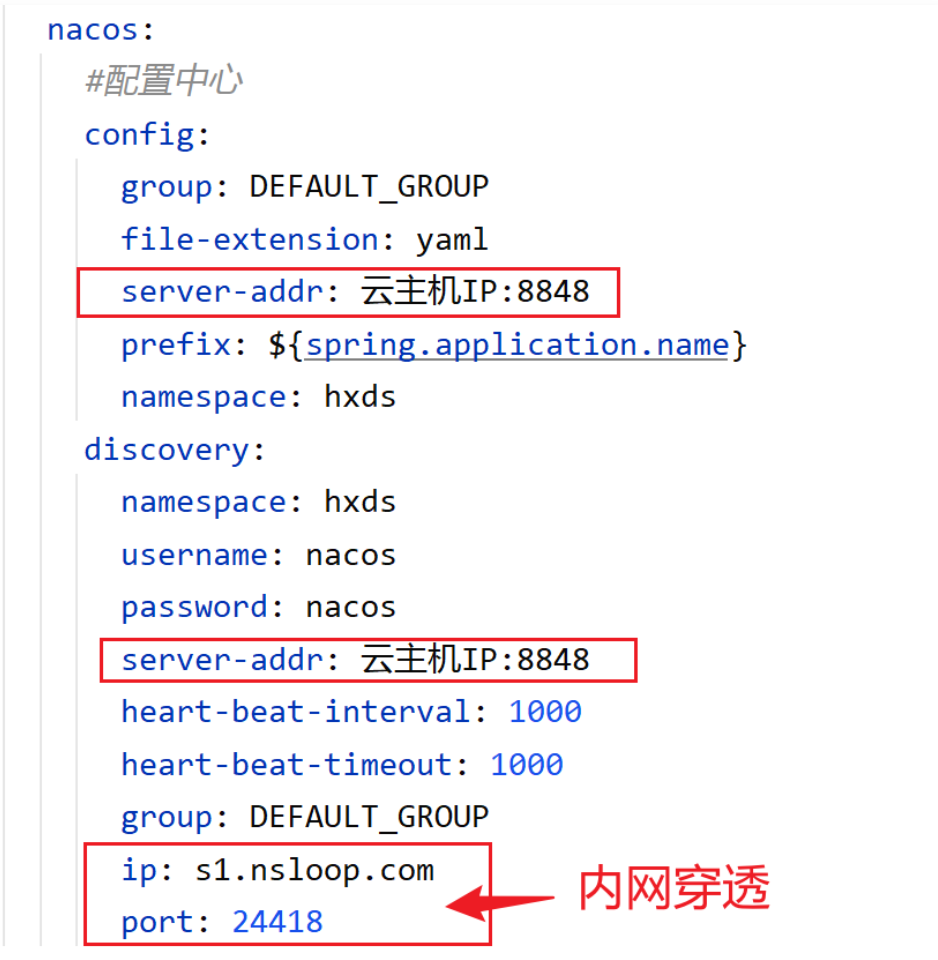 nacos:
#配置中心
config:
group: DEFAULT_GROUP
file-extension: yaml
server-addr: 云主机IP:8848
prefix: ${spring.application.name}
namespace: hxds
discovery:
namespace: hxds
username: nacos
password: nacos
server-addr: 云主机IP:8848
heart-beat-interval: 1000
heart-beat-timeout: 1000
group: DEFAULT_GROUP
ip: s1.nsloop.com
port: 24418
内网穿透